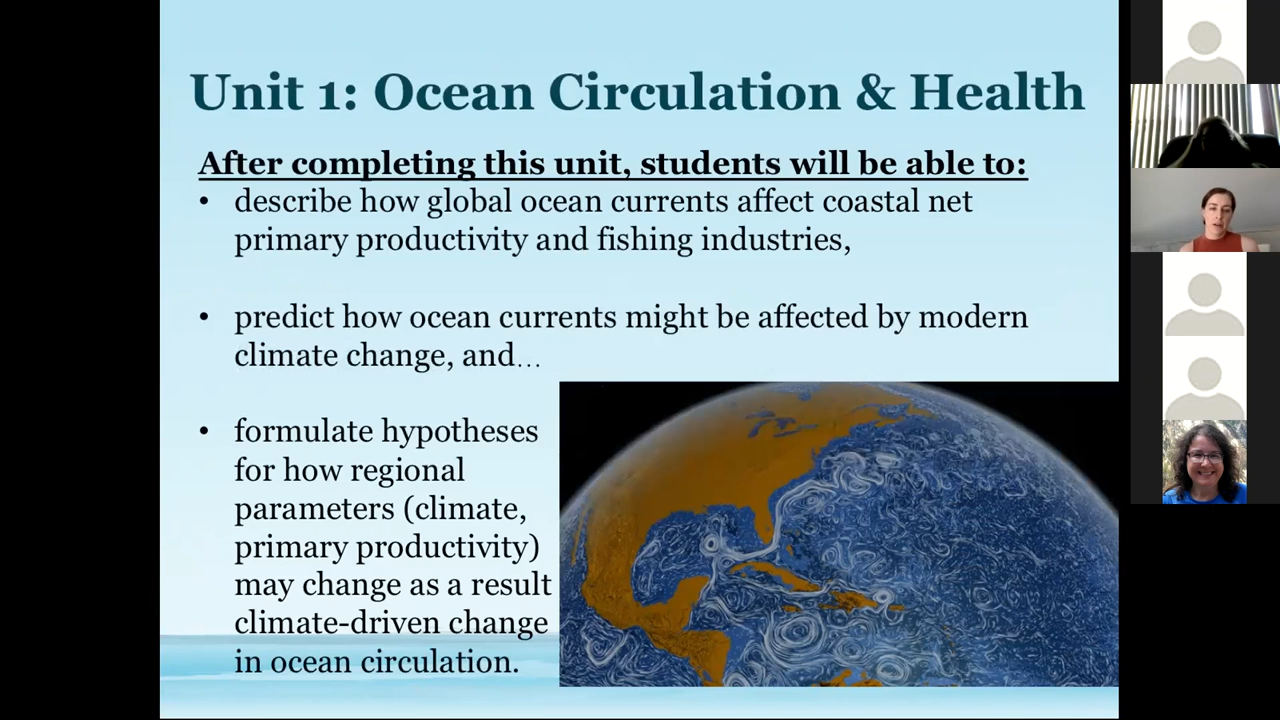 Unit 1: Ocean Circulation & Health
After completing this unit, students will be able to:
• describe how global ocean currents affect coastal net
primary productivity and fishing industries,
• predict how ocean currents might be affected by modern
climate change, and…
• formulate hypotheses
for how regional
parameters (climate,
primary productivity)
may change as a result
climate-driven change
in ocean circulation.